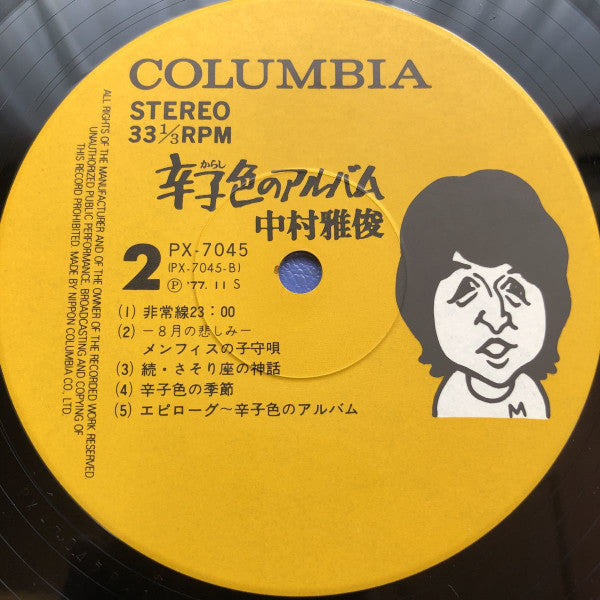 COLUMBIA
STEREO
33 1/3 RPM
からし
辛子色のアルバム
中村雅俊
2
PX-7045
(PX-7045-B)
Ⓟ '77. 11 S
(1) 非常線23:00
(2) －8月の悲しみ－
メンフィスの子守唄
(3) 続・さそり座の神話
(4) 辛子色の季節
(5) エピローグ～辛子色のアルバム
M
ALL RIGHTS OF THE MANUFACTURER AND OF THE OWNER OF THE RECORDED WORK RESERVED.
UNAUTHORIZED PUBLIC PERFORMANCE, BROADCASTING AND COPYING OF
THIS RECORD PROHIBITED. MADE BY NIPPON COLUMBIA CO., LTD.